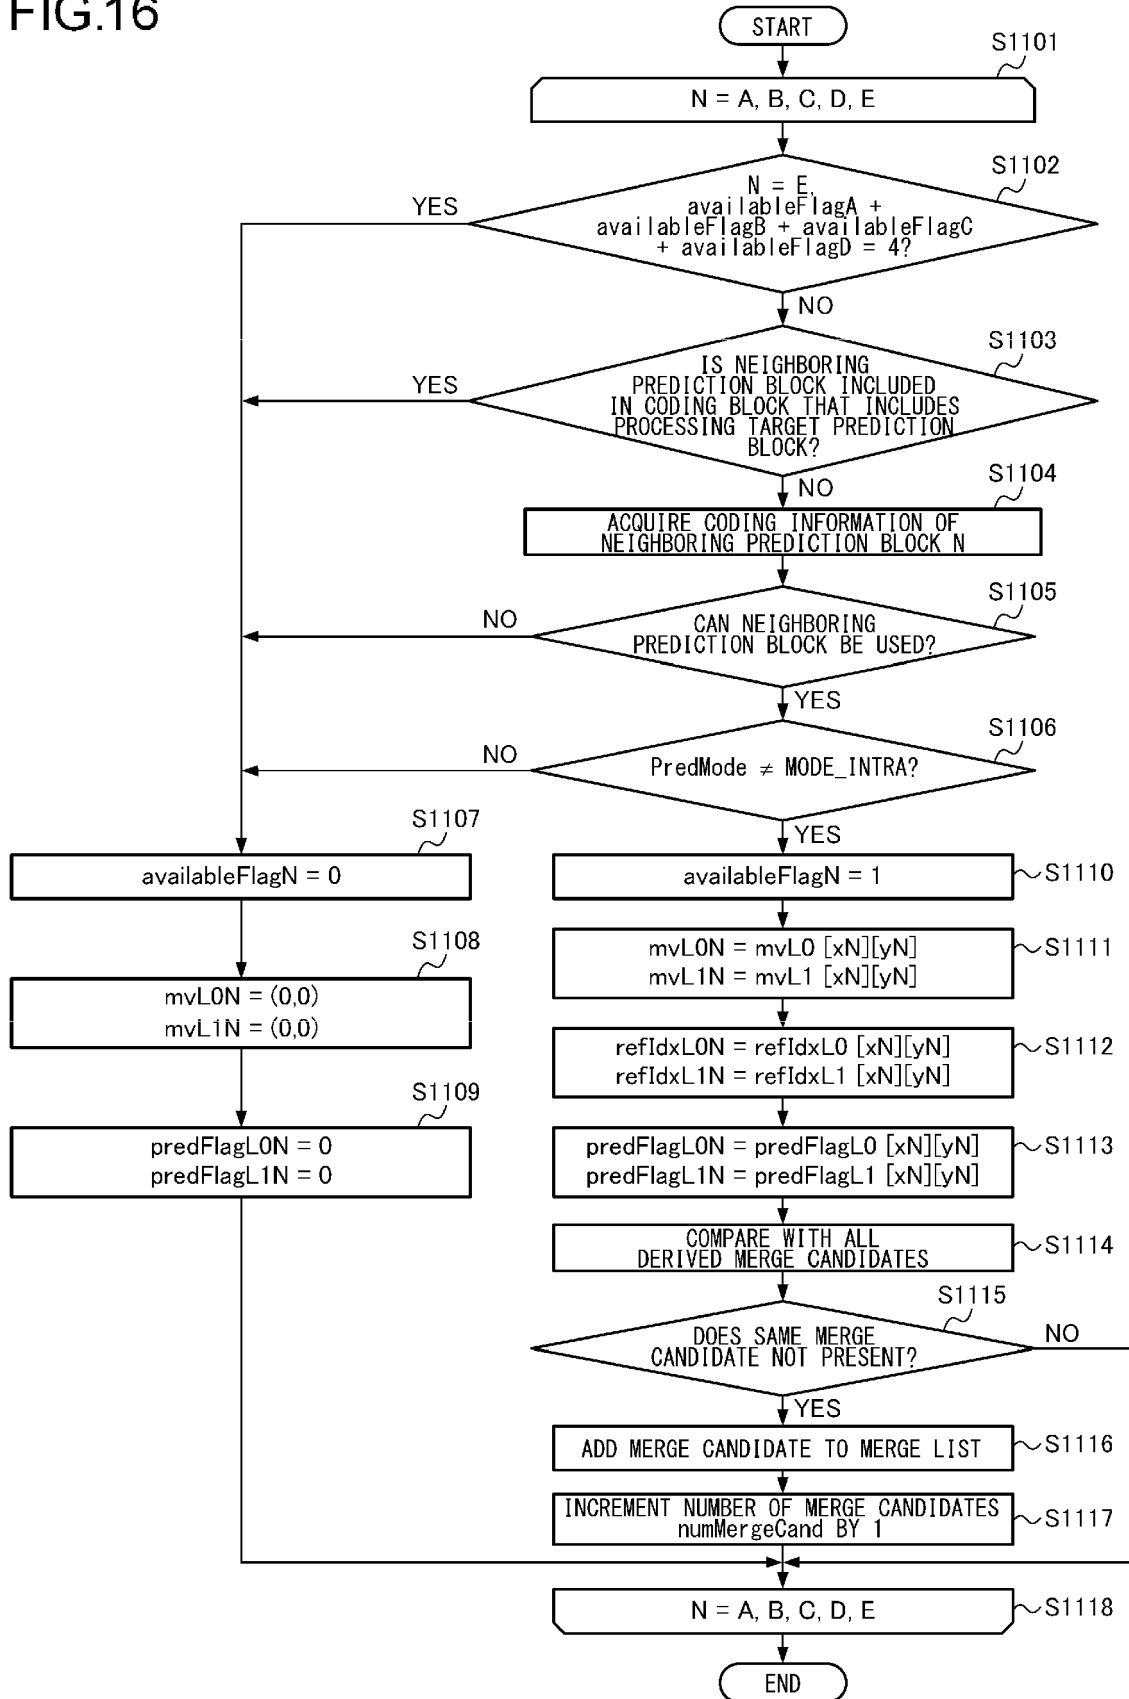 FIG.16
START
S1101
N = A, B, C, D, E
S1102
N = E,
availableFlagA +
availableFlagB + availableFlagC
+ availableFlagD = 4?
YES
NO
S1103
IS NEIGHBORING
PREDICTION BLOCK INCLUDED
IN CODING BLOCK THAT INCLUDES
PROCESSING TARGET PREDICTION
BLOCK?
YES
NO
S1104
ACQUIRE CODING INFORMATION OF
NEIGHBORING PREDICTION BLOCK N
S1105
CAN NEIGHBORING
PREDICTION BLOCK BE USED?
NO
YES
S1106
PredMode ≠ MODE_INTRA?
NO
YES
S1107
availableFlagN = 0
S1108
mvL0N = (0,0)
mvL1N = (0,0)
S1109
predFlagL0N = 0
predFlagL1N = 0
availableFlagN = 1
S1110
mvL0N = mvL0 [xN][yN]
mvL1N = mvL1 [xN][yN]
S1111
refIdxL0N = refIdxL0 [xN][yN]
refIdxL1N = refIdxL1 [xN][yN]
S1112
predFlagL0N = predFlagL0 [xN][yN]
predFlagL1N = predFlagL1 [xN][yN]
S1113
COMPARE WITH ALL
DERIVED MERGE CANDIDATES
S1114
S1115
DOES SAME MERGE
CANDIDATE NOT PRESENT?
NO
YES
ADD MERGE CANDIDATE TO MERGE LIST
S1116
INCREMENT NUMBER OF MERGE CANDIDATES
numMergeCand BY 1
S1117
N = A, B, C, D, E
S1118
END